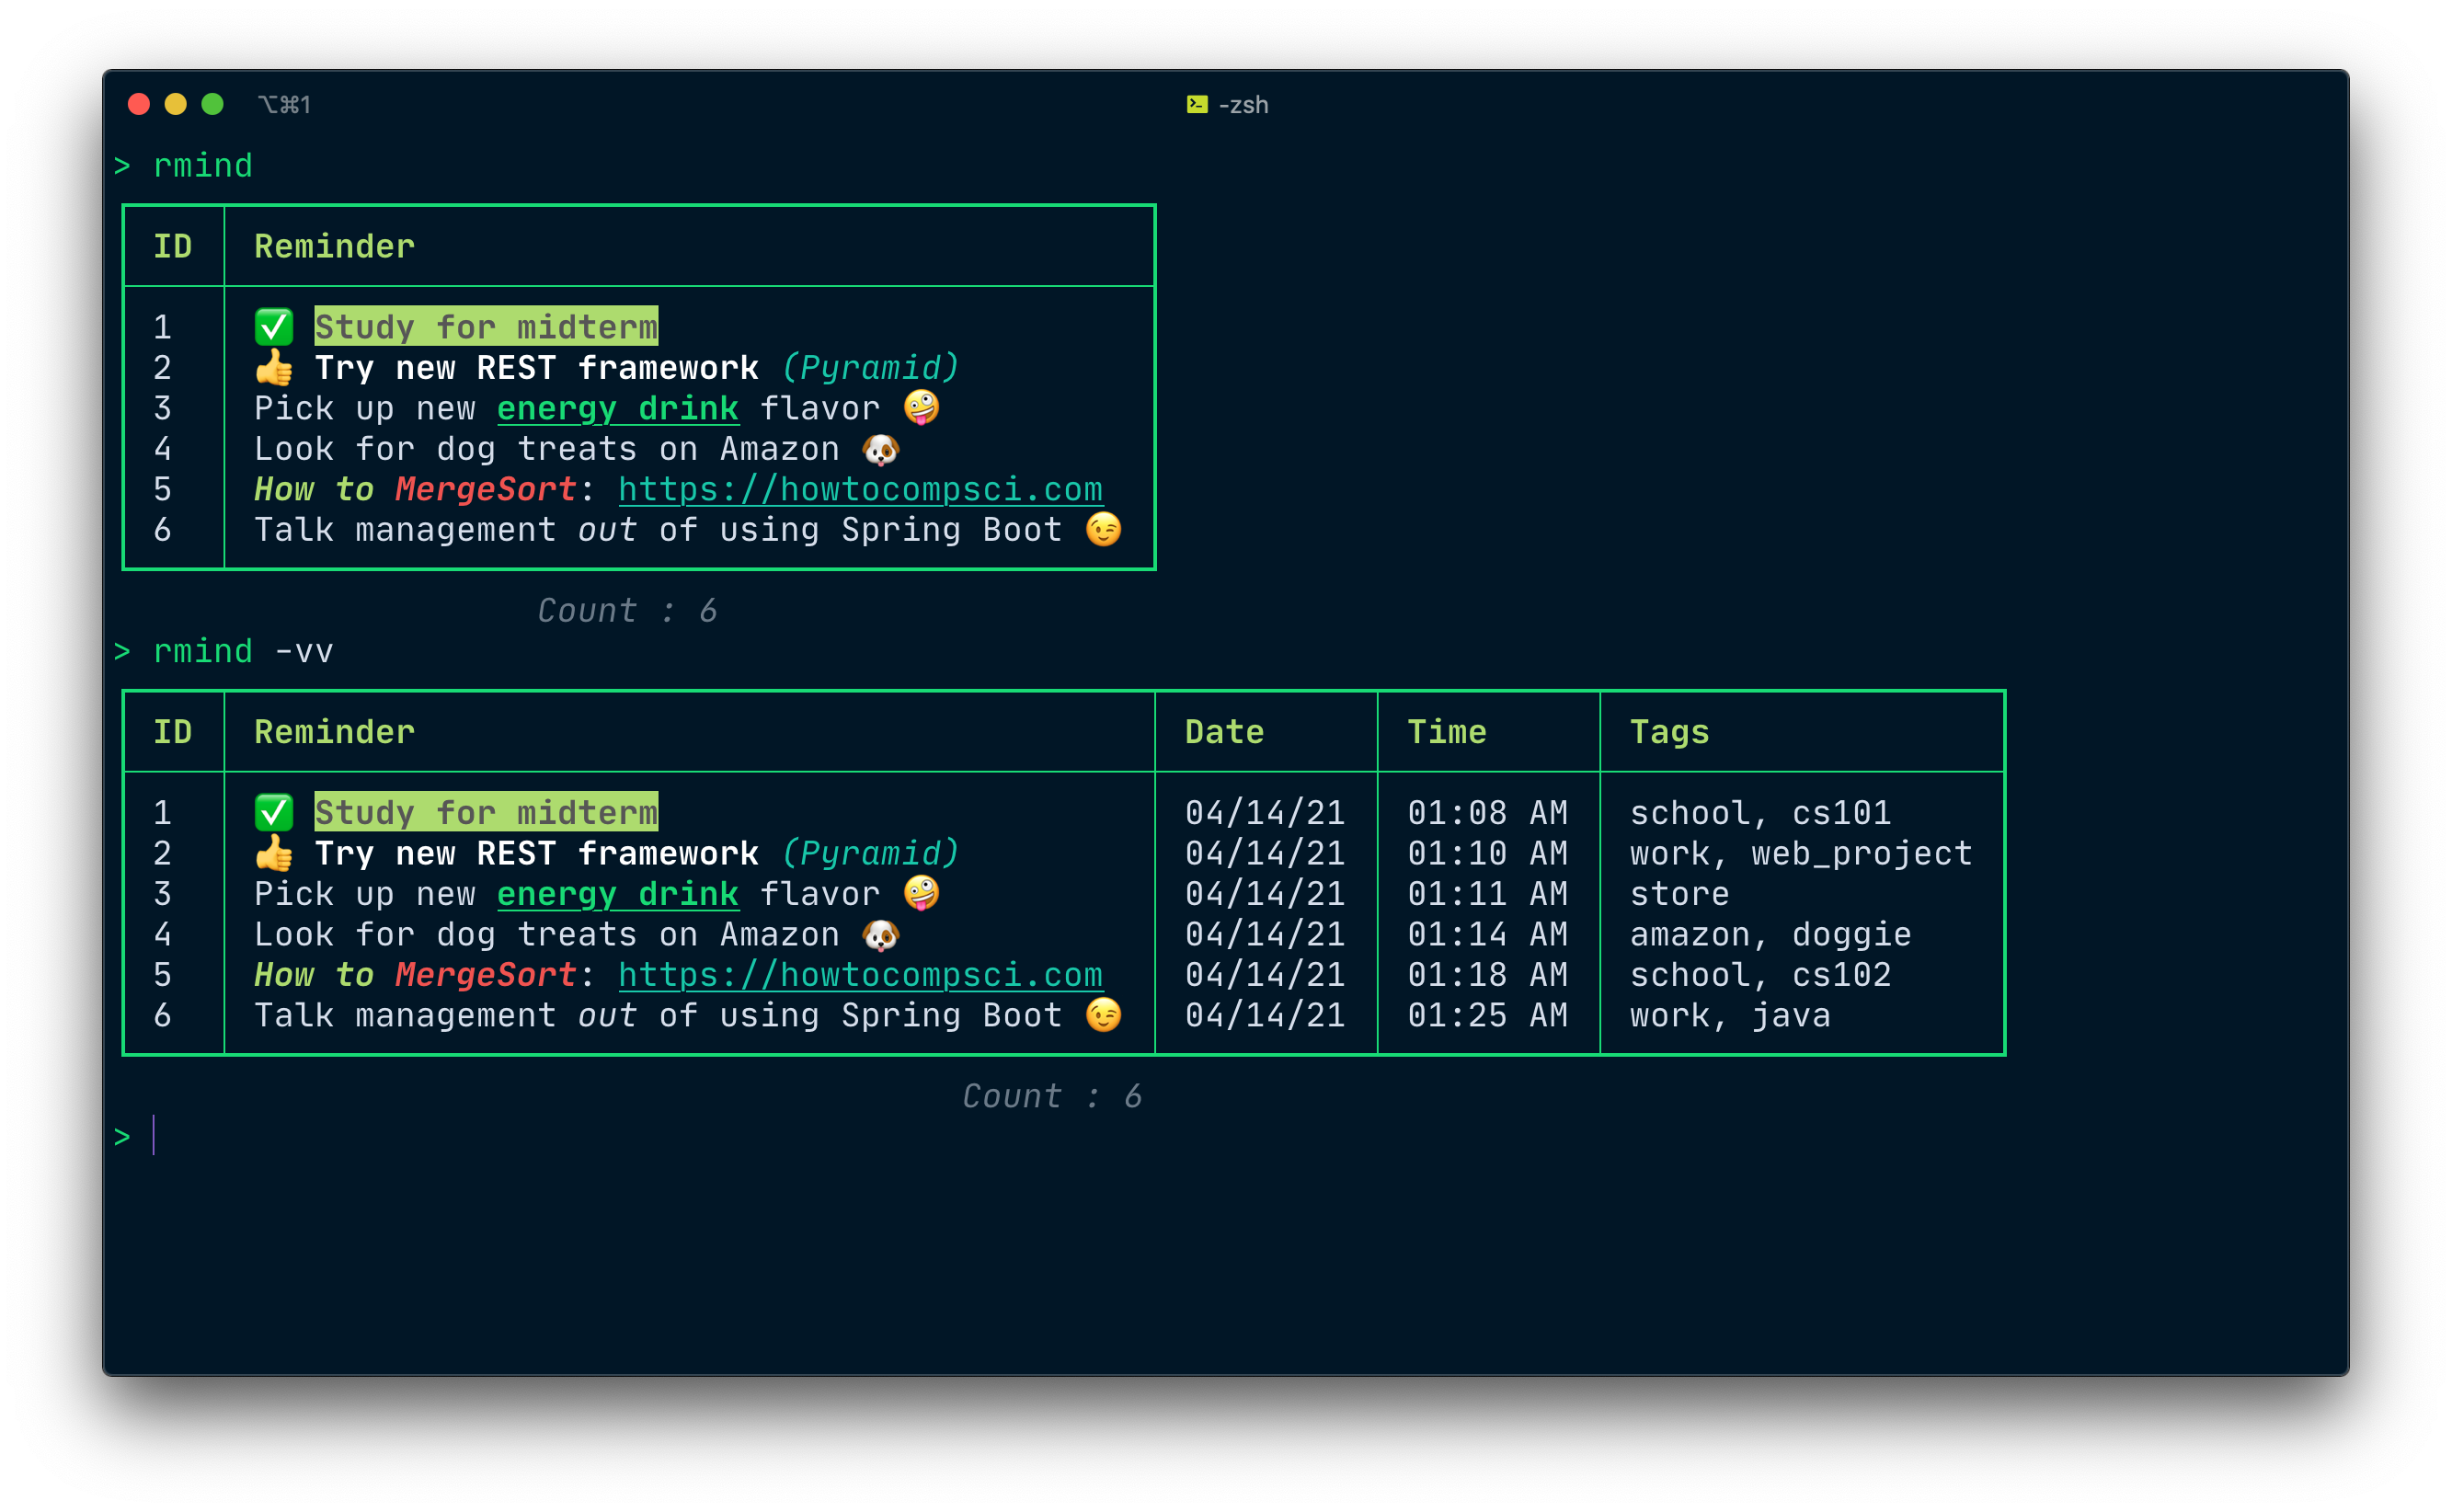 ⌥⌘1 -zsh
> rmind
ID Reminder
1 ✅ Study for midterm
2 👍 Try new REST framework (Pyramid)
3 Pick up new energy drink flavor 🤪
4 Look for dog treats on Amazon 🐶
5 How to MergeSort: https://howtocompsci.com
6 Talk management out of using Spring Boot 😉
Count : 6
> rmind -vv
ID Reminder Date Time Tags
1 ✅ Study for midterm 04/14/21 01:08 AM school, cs101
2 👍 Try new REST framework (Pyramid) 04/14/21 01:10 AM work, web_project
3 Pick up new energy drink flavor 🤪 04/14/21 01:11 AM store
4 Look for dog treats on Amazon 🐶 04/14/21 01:14 AM amazon, doggie
5 How to MergeSort: https://howtocompsci.com 04/14/21 01:18 AM school, cs102
6 Talk management out of using Spring Boot 😉 04/14/21 01:25 AM work, java
Count : 6
>